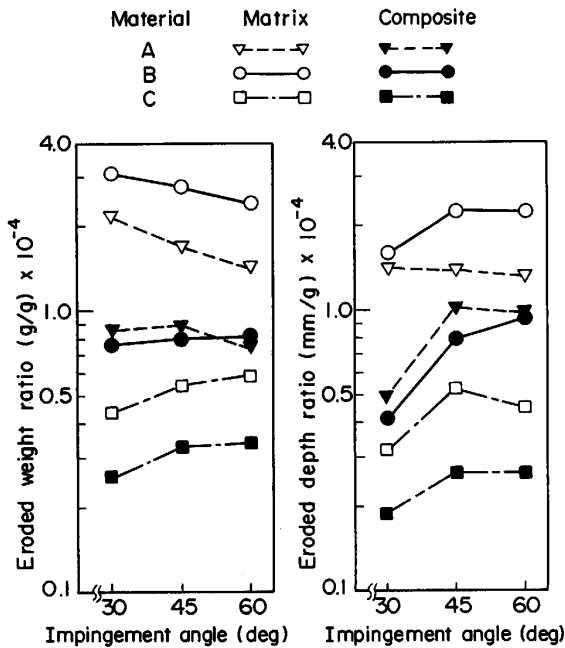 Material Matrix Composite
A
B
C
Eroded weight ratio (g/g) x 10⁻⁴
4.0
1.0
0.5
0.1
30 45 60
Impingement angle (deg)
Eroded depth ratio (mm/g) x 10⁻⁴
4.0
1.0
0.5
0.1
30 45 60
Impingement angle (deg)